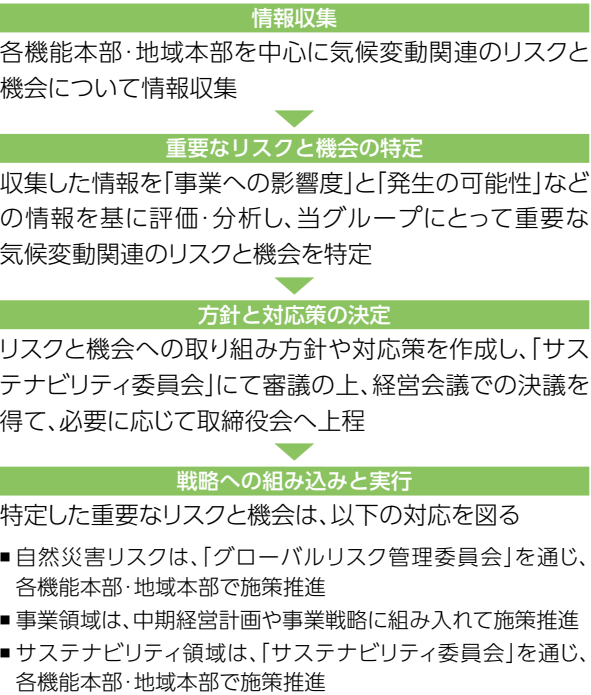 情報収集
各機能本部･地域本部を中心に気候変動関連のリスクと
機会について情報収集
重要なリスクと機会の特定
収集した情報を｢事業への影響度｣と｢発生の可能性｣など
の情報を基に評価･分析し、当グループにとって重要な
気候変動関連のリスクと機会を特定
方針と対応策の決定
リスクと機会への取り組み方針や対応策を作成し、｢サス
テナビリティ委員会｣にて審議の上、経営会議での決議を
得て、必要に応じて取締役会へ上程
戦略への組み込みと実行
特定した重要なリスクと機会は、以下の対応を図る
■自然災害リスクは、｢グローバルリスク管理委員会｣を通じ、
各機能本部･地域本部で施策推進
■事業領域は、中期経営計画や事業戦略に組み入れて施策推進
■サステナビリティ領域は、｢サステナビリティ委員会｣を通じ、
各機能本部･地域本部で施策推進